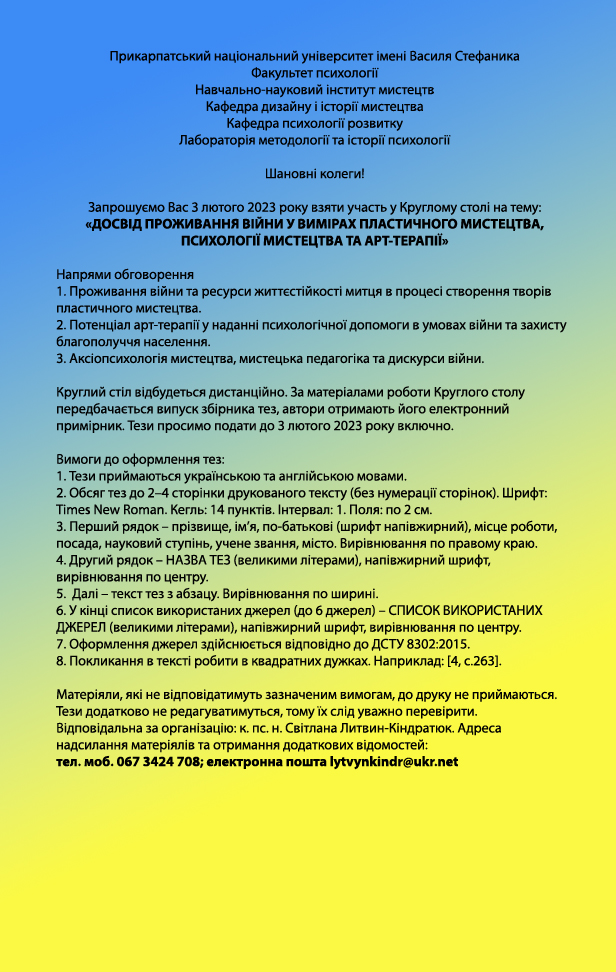 Прикарпатський національний університет імені Василя Стефаника
Факультет психології
Навчально-науковий інститут мистецтв
Кафедра дизайну і історії мистецтва
Кафедра психології розвитку
Лабораторія методології та історії психології
Шановні колеги!
Запрошуємо Вас 3 лютого 2023 року взяти участь у Круглому столі на тему:
«ДОСВІД ПРОЖИВАННЯ ВІЙНИ У ВИМІРАХ ПЛАСТИЧНОГО МИСТЕЦТВА,
ПСИХОЛОГІЇ МИСТЕЦТВА ТА АРТ-ТЕРАПІЇ»
Напрями обговорення
1. Проживання війни та ресурси життєстійкості митця в процесі створення творів
пластичного мистецтва.
2. Потенціал арт-терапії у наданні психологічної допомоги в умовах війни та захисту
благополуччя населення.
3. Аксіопсихологія мистецтва, мистецька педагогіка та дискурси війни.
Круглий стіл відбудеться дистанційно. За матеріалами роботи Круглого столу
передбачається випуск збірника тез, автори отримають його електронний
примірник. Тези просимо подати до 3 лютого 2023 року включно.
Вимоги до оформлення тез:
1. Тези приймаються українською та англійською мовами.
2. Обсяг тез до 2–4 сторінки друкованого тексту (без нумерації сторінок). Шрифт:
Times New Roman. Кегль: 14 пунктів. Інтервал: 1. Поля: по 2 см.
3. Перший рядок – прізвище, ім’я, по-батькові (шрифт напівжирний), місце роботи,
посада, науковий ступінь, учене звання, місто. Вирівнювання по правому краю.
4. Другий рядок – НАЗВА ТЕЗ (великими літерами), напівжирний шрифт,
вирівнювання по центру.
5. Далі – текст тез з абзацу. Вирівнювання по ширині.
6. У кінці список використаних джерел (до 6 джерел) – СПИСОК ВИКОРИСТАНИХ
ДЖЕРЕЛ (великими літерами), напівжирний шрифт, вирівнювання по центру.
7. Оформлення джерел здійснюється відповідно до ДСТУ 8302:2015.
8. Покликання в тексті робити в квадратних дужках. Наприклад: [4, с.263].
Матеріяли, які не відповідатимуть зазначеним вимогам, до друку не приймаються.
Тези додатково не редагуватимуться, тому їх слід уважно перевірити.
Відповідальна за організацію: к. пс. н. Світлана Литвин-Кіндратюк. Адреса
надсилання матеріялів та отримання додаткових відомостей:
тел. моб. 067 3424 708; електронна пошта lytvynkindr@ukr.net